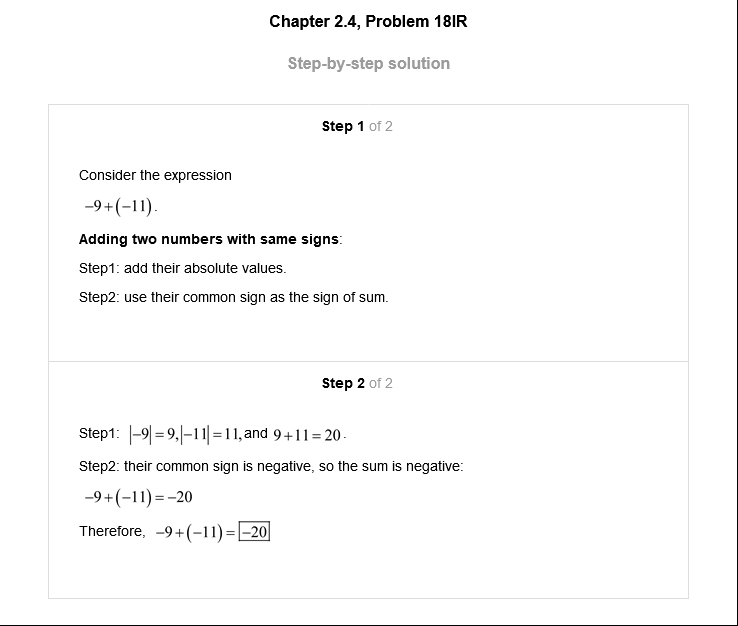 Chapter 2.4, Problem 18IR
Step-by-step solution
Step 1 of 2
Consider the expression
−9+(−11).
Adding two numbers with same signs:
Step1: add their absolute values.
Step2: use their common sign as the sign of sum.
Step 2 of 2
Step1: |−9|=9,|−11|=11,and 9+11=20.
Step2: their common sign is negative, so the sum is negative:
−9+(−11)=−20
Therefore, −9+(−11)=−20